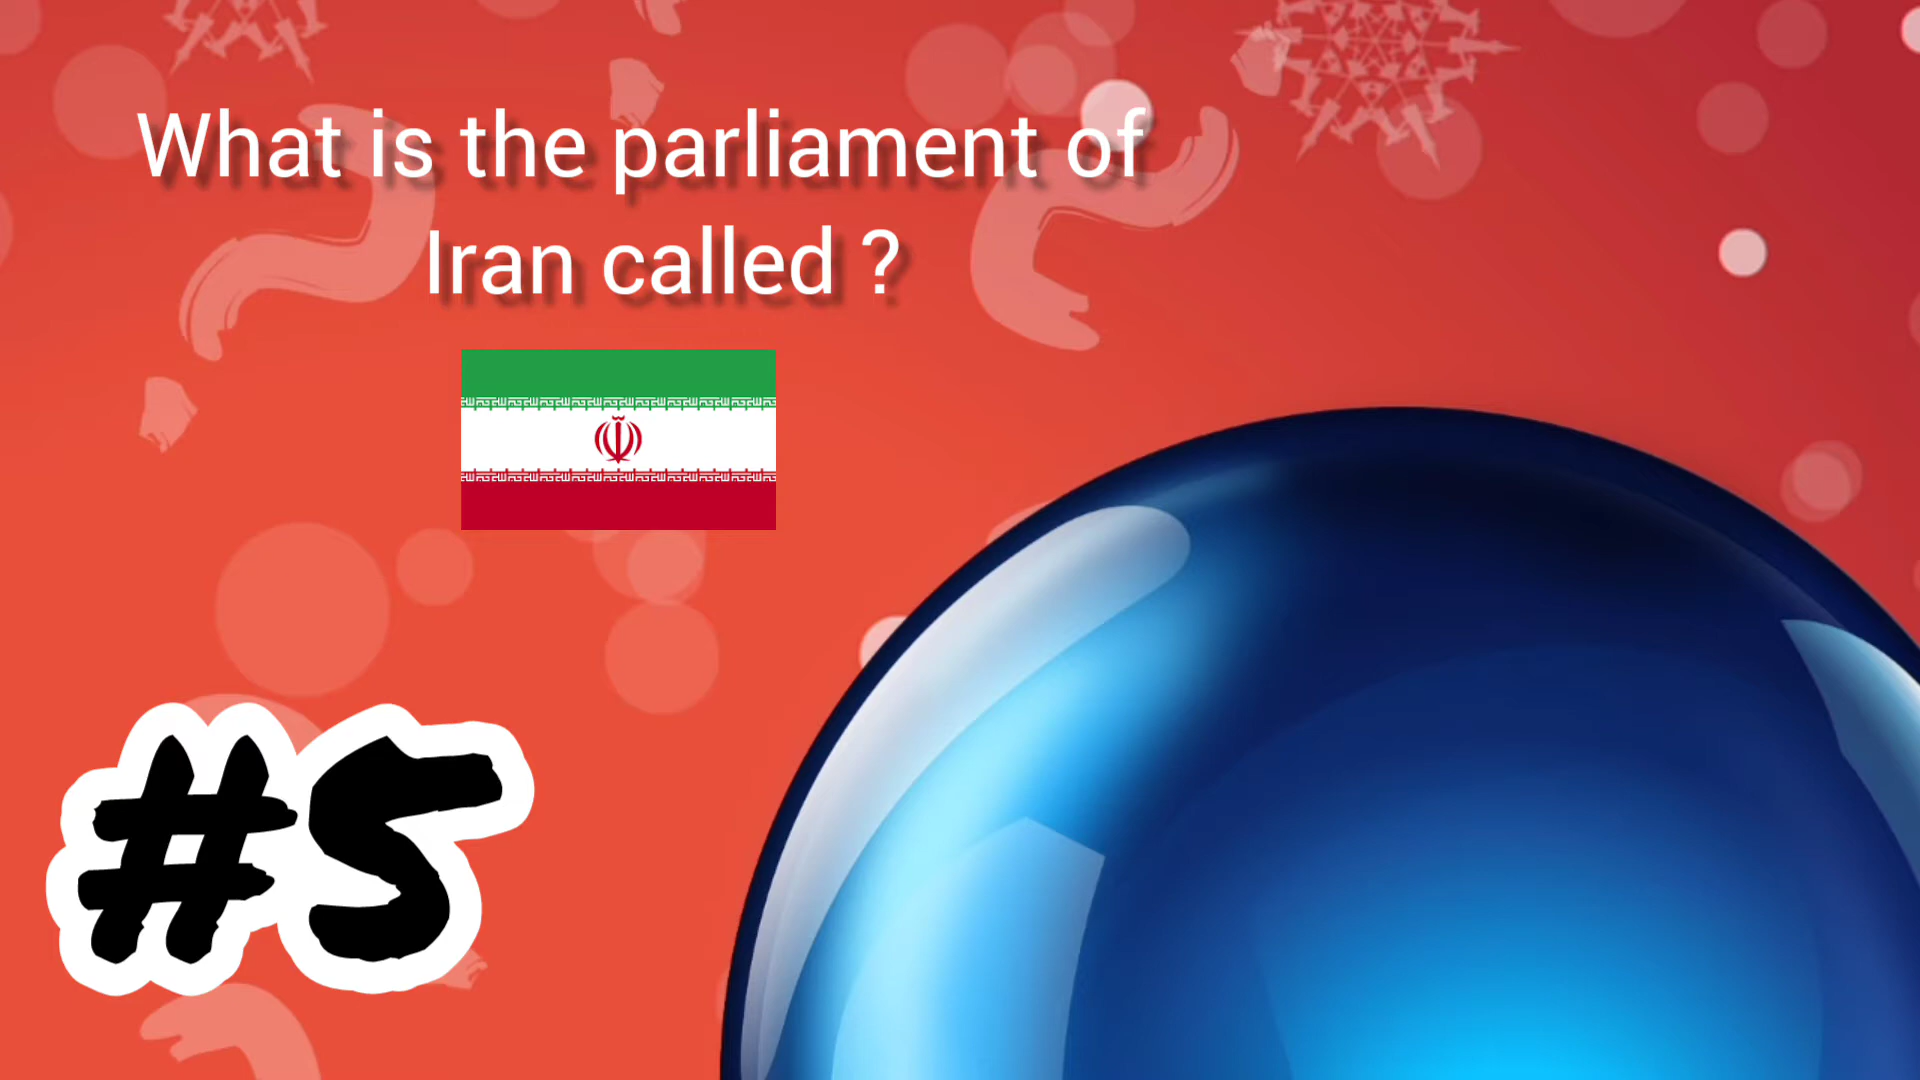 What is the parliament of
Iran called ?
#5